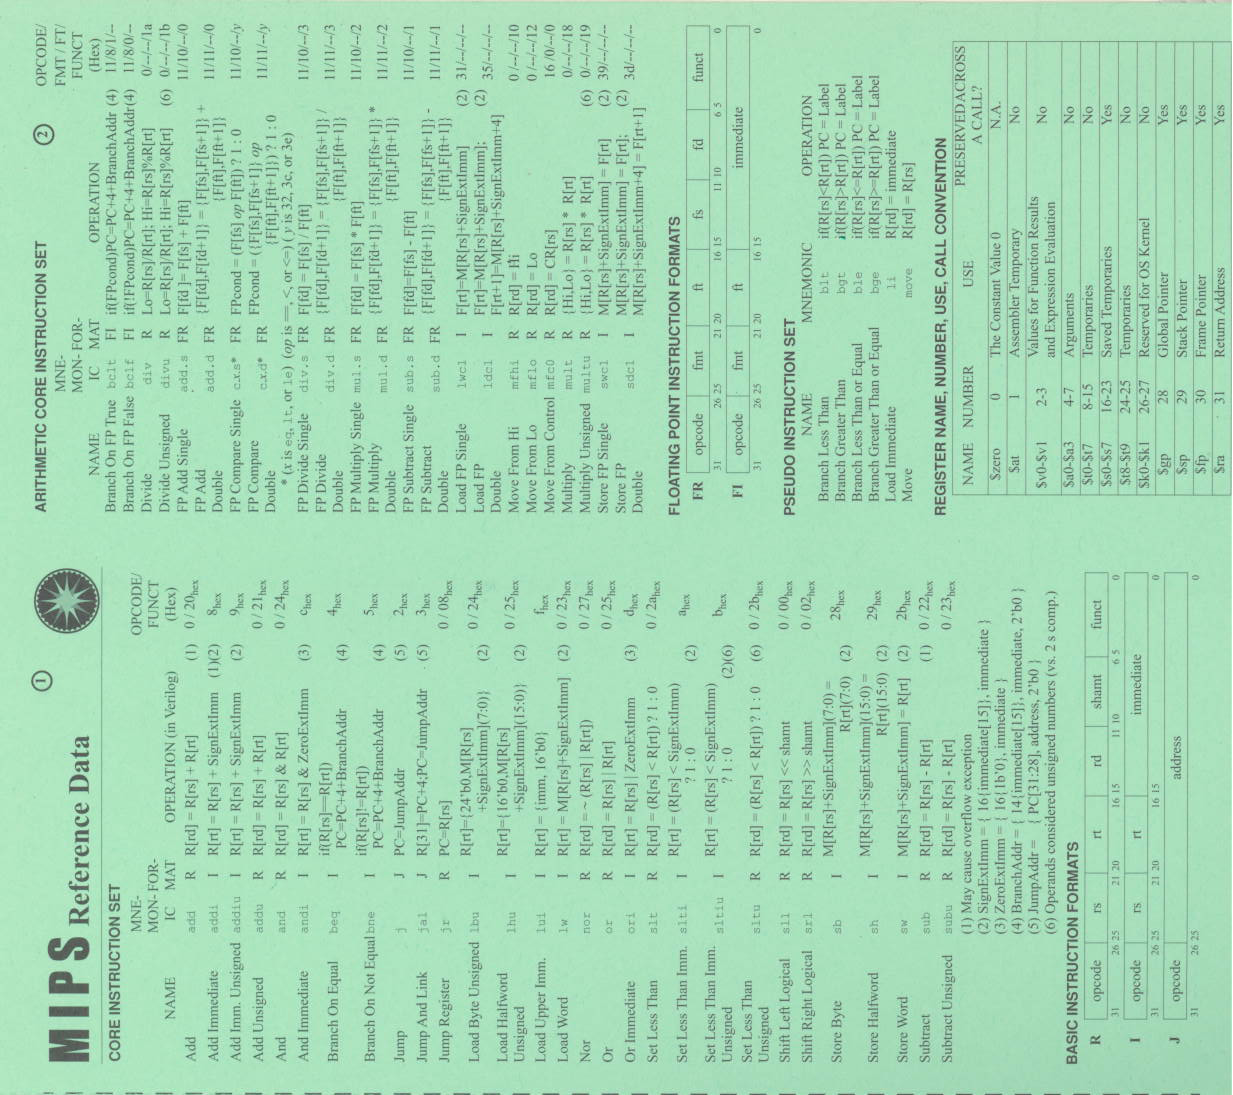 MIPS Reference Data
①
CORE INSTRUCTION SET
MNE-
MON- FOR-
OPCODE/
FUNCT
NAME IC MAT OPERATION (in Verilog) (Hex)
Add add R R[rd] = R[rs] + R[rt] (1) 0 / 20hex
Add Immediate addi I R[rt] = R[rs] + SignExtImm (1)(2) 8hex
Add Imm. Unsigned addiu I R[rt] = R[rs] + SignExtImm (2) 9hex
Add Unsigned addu R R[rd] = R[rs] + R[rt] 0 / 21hex
And and R R[rd] = R[rs] & R[rt] 0 / 24hex
And Immediate andi I R[rt] = R[rs] & ZeroExtImm (3) chex
Branch On Equal beq I if(R[rs]==R[rt])
PC=PC+4+BranchAddr (4) 4hex
Branch On Not Equal bne I if(R[rs]!=R[rt])
PC=PC+4+BranchAddr (4) 5hex
Jump j J PC=JumpAddr (5) 2hex
Jump And Link jal J R[31]=PC+4;PC=JumpAddr (5) 3hex
Jump Register jr R PC=R[rs] 0 / 08hex
Load Byte Unsigned lbu I R[rt]={24'b0,M[R[rs]
+SignExtImm](7:0)} (2) 0 / 24hex
Load Halfword
Unsigned lhu I R[rt]={16'b0,M[R[rs]
+SignExtImm](15:0)} (2) 0 / 25hex
Load Upper Imm. lui I R[rt] = {imm, 16'b0} fhex
Load Word lw I R[rt] = M[R[rs]+SignExtImm] (2) 0 / 23hex
Nor nor R R[rd] = ~ (R[rs] | R[rt]) 0 / 27hex
Or or R R[rd] = R[rs] | R[rt] 0 / 25hex
Or Immediate ori I R[rt] = R[rs] | ZeroExtImm (3) dhex
Set Less Than slt R R[rd] = (R[rs] < R[rt]) ? 1 : 0 0 / 2ahex
Set Less Than Imm. slti I R[rt] = (R[rs] < SignExtImm)
? 1 : 0 (2) ahex
Set Less Than Imm.
Unsigned sltiu I R[rt] = (R[rs] < SignExtImm)
? 1 : 0 (2)(6) bhex
Set Less Than
Unsigned sltu R R[rd] = (R[rs] < R[rt]) ? 1 : 0 (6) 0 / 2bhex
Shift Left Logical sll R R[rd] = R[rs] << shamt 0 / 00hex
Shift Right Logical srl R R[rd] = R[rs] >> shamt 0 / 02hex
Store Byte sb I M[R[rs]+SignExtImm](7:0) =
R[rt](7:0) (2) 28hex
Store Halfword sh I M[R[rs]+SignExtImm](15:0) =
R[rt](15:0) (2) 29hex
Store Word sw I M[R[rs]+SignExtImm] = R[rt] (2) 2bhex
Subtract sub R R[rd] = R[rs] - R[rt] (1) 0 / 22hex
Subtract Unsigned subu R R[rd] = R[rs] - R[rt] 0 / 23hex
(1) May cause overflow exception
(2) SignExtImm = { 16{immediate[15]}, immediate }
(3) ZeroExtImm = { 16{1b'0}, immediate }
(4) BranchAddr = { 14{immediate[15]}, immediate, 2'b0 }
(5) JumpAddr = { PC[31:28], address, 2'b0 }
(6) Operands considered unsigned numbers (vs. 2 s comp.)
BASIC INSTRUCTION FORMATS
R opcode rs rt rd shamt funct
31 26 25 21 20 16 15 11 10 6 5 0
I opcode rs rt immediate
31 26 25 21 20 16 15 0
J opcode address
31 26 25 0
②
ARITHMETIC CORE INSTRUCTION SET
OPCODE/
MNE-
MON- FOR-
FMT / FT/
FUNCT
NAME IC MAT OPERATION (Hex)
Branch On FP True bc1t FI if(FPcond)PC=PC+4+BranchAddr (4) 11/8/1/--
Branch On FP False bc1f FI if(!FPcond)PC=PC+4+BranchAddr(4) 11/8/0/--
Divide div R Lo=R[rs]/R[rt]; Hi=R[rs]%R[rt] 0/--/--/1a
Divide Unsigned divu R Lo=R[rs]/R[rt]; Hi=R[rs]%R[rt] (6) 0/--/--/1b
FP Add Single add.s FR F[fd ]= F[fs] + F[ft] 11/10/--/0
FP Add
Double add.d FR {F[fd],F[fd+1]} = {F[fs],F[fs+1]} +
{F[ft],F[ft+1]} 11/11/--/0
FP Compare Single c.x.s* FR FPcond = (F[fs] op F[ft]) ? 1 : 0 11/10/--/y
FP Compare
Double c.x.d* FR FPcond = ({F[fs],F[fs+1]} op
{F[ft],F[ft+1]}) ? 1 : 0 11/11/--/y
* (x is eq, lt, or le) (op is ==, <, or <=) ( y is 32, 3c, or 3e)
FP Divide Single div.s FR F[fd] = F[fs] / F[ft] 11/10/--/3
FP Divide
Double div.d FR {F[fd],F[fd+1]} = {F[fs],F[fs+1]} /
{F[ft],F[ft+1]} 11/11/--/3
FP Multiply Single mul.s FR F[fd] = F[fs] * F[ft] 11/10/--/2
FP Multiply
Double mul.d FR {F[fd],F[fd+1]} = {F[fs],F[fs+1]} *
{F[ft],F[ft+1]} 11/11/--/2
FP Subtract Single sub.s FR F[fd]=F[fs] - F[ft] 11/10/--/1
FP Subtract
Double sub.d FR {F[fd],F[fd+1]} = {F[fs],F[fs+1]} -
{F[ft],F[ft+1]} 11/11/--/1
Load FP Single lwc1 I F[rt]=M[R[rs]+SignExtImm] (2) 31/--/--/--
Load FP
Double ldc1 I F[rt]=M[R[rs]+SignExtImm]; (2)
F[rt+1]=M[R[rs]+SignExtImm+4] 35/--/--/--
Move From Hi mfhi R R[rd] = Hi 0 /--/--/10
Move From Lo mflo R R[rd] = Lo 0 /--/--/12
Move From Control mfc0 R R[rd] = CR[rs] 16 /0/--/0
Multiply mult R {Hi,Lo} = R[rs] * R[rt] 0/--/--/18
Multiply Unsigned multu R {Hi,Lo} = R[rs] * R[rt] (6) 0/--/--/19
Store FP Single swc1 I M[R[rs]+SignExtImm] = F[rt] (2) 39/--/--/--
Store FP
Double sdc1 I M[R[rs]+SignExtImm] = F[rt]; (2)
M[R[rs]+SignExtImm+4] = F[rt+1] 3d/--/--/--
FLOATING POINT INSTRUCTION FORMATS
FR opcode fmt ft fs fd funct
31 26 25 21 20 16 15 11 10 6 5 0
FI opcode fmt ft immediate
31 26 25 21 20 16 15 0
PSEUDO INSTRUCTION SET
NAME MNEMONIC OPERATION
Branch Less Than blt if(R[rs]<R[rt]) PC = Label
Branch Greater Than bgt if(R[rs]>R[rt]) PC = Label
Branch Less Than or Equal ble if(R[rs]<=R[rt]) PC = Label
Branch Greater Than or Equal bge if(R[rs]>=R[rt]) PC = Label
Load Immediate li R[rd] = immediate
Move move R[rd] = R[rs]
REGISTER NAME, NUMBER, USE, CALL CONVENTION
NAME NUMBER USE PRESERVED ACROSS
A CALL?
$zero 0 The Constant Value 0 N.A.
$at 1 Assembler Temporary No
$v0-$v1 2-3 Values for Function Results
and Expression Evaluation No
$a0-$a3 4-7 Arguments No
$t0-$t7 8-15 Temporaries No
$s0-$s7 16-23 Saved Temporaries Yes
$t8-$t9 24-25 Temporaries No
$k0-$k1 26-27 Reserved for OS Kernel No
$gp 28 Global Pointer Yes
$sp 29 Stack Pointer Yes
$fp 30 Frame Pointer Yes
$ra 31 Return Address Yes